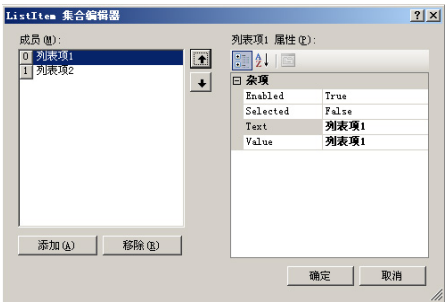 ListItem 集合编辑器
成员(M):
0 列表项1
1 列表项2
添加(A)
移除(R)
列表项1 属性(P):
杂项
Enabled True
Selected False
Text 列表项1
Value 列表项1
确定
取消